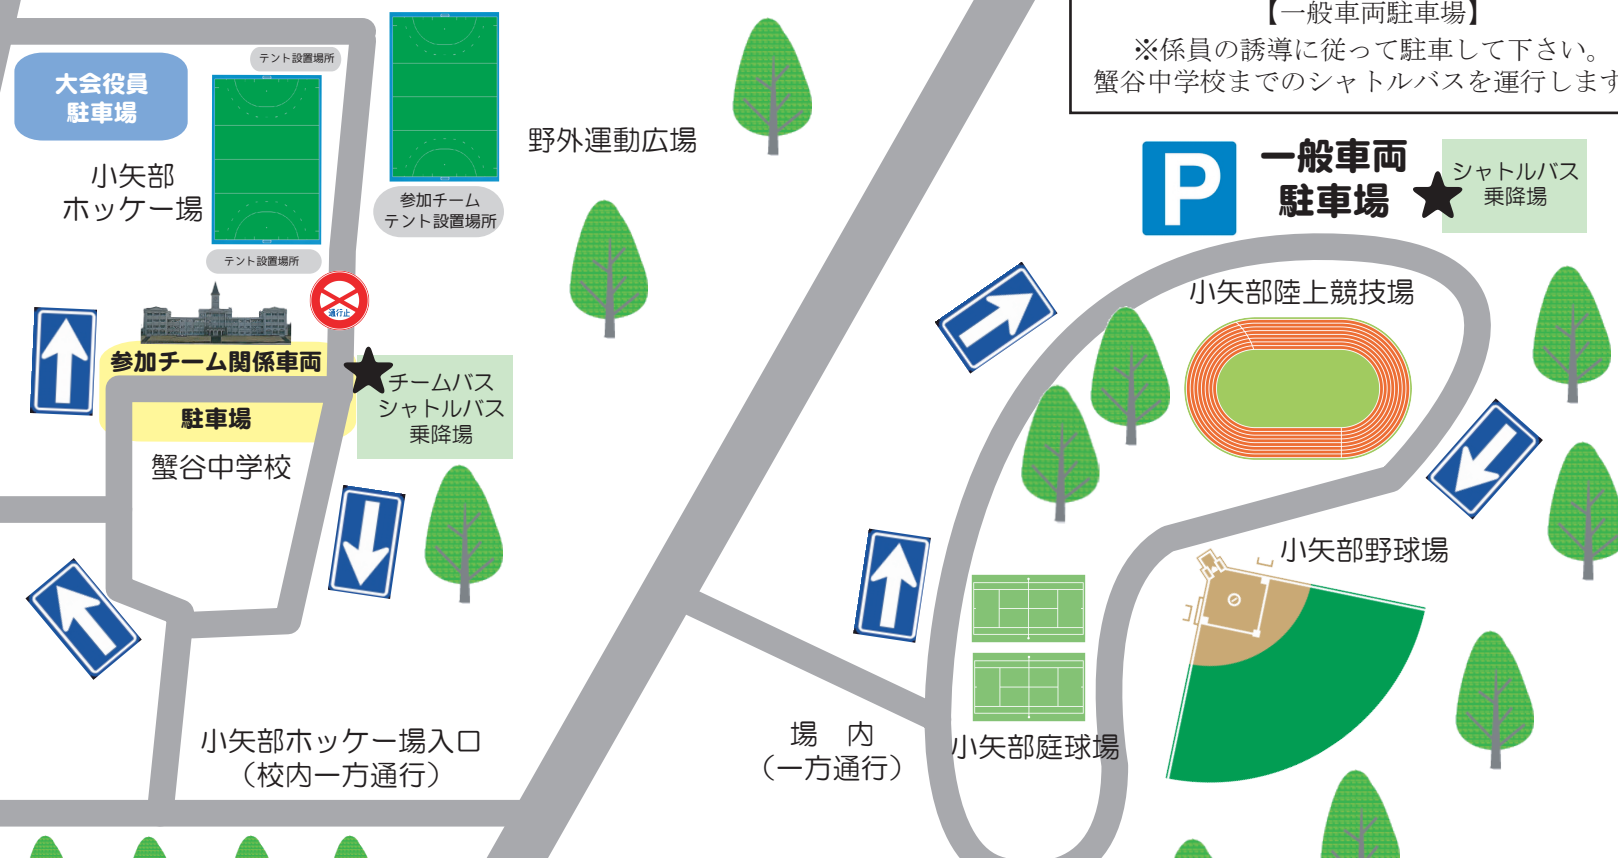 【一般車両駐車場】
※係員の誘導に従って駐車して下さい。
蟹谷中学校までのシャトルバスを運行します
テント設置場所
大会役員
駐車場
野外運動広場
小矢部
ホッケー場
参加チーム
テント設置場所
テント設置場所
P
一般車両
駐車場
シャトルバス
乗降場
小矢部陸上競技場
通行止
参加チーム関係車両
駐車場
チームバス
シャトルバス
乗降場
蟹谷中学校
小矢部野球場
小矢部ホッケー場入口
(校内一方通行)
場　内
(一方通行)
小矢部庭球場